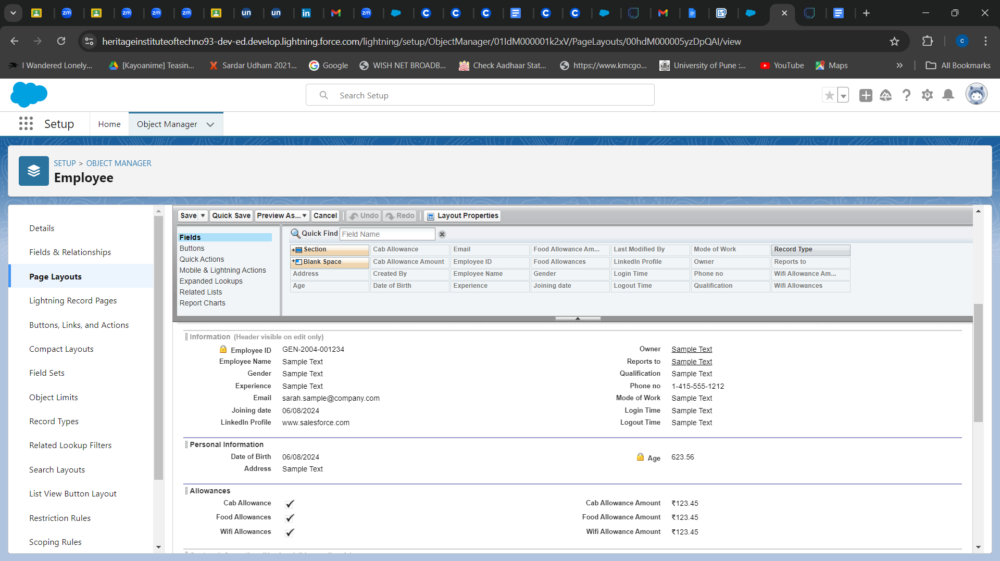 heritageinstituteoftechno93-dev-ed.develop.lightning.force.com/lightning/setup/ObjectManager/01IdM000001k2xV/PageLayouts/00hdM000005yzDpQAI/view
I Wandered Lonely...
[Kayoanime] Teasin...
Sardar Udham 2021...
Google
WISH NET BROADB...
Check Aadhaar Stat...
https://www.kmcgo...
University of Pune :...
YouTube
Maps
All Bookmarks
Search Setup
Setup
Home
Object Manager
SETUP > OBJECT MANAGER
Employee
Details
Fields & Relationships
Page Layouts
Lightning Record Pages
Buttons, Links, and Actions
Compact Layouts
Field Sets
Object Limits
Record Types
Related Lookup Filters
Search Layouts
List View Button Layout
Restriction Rules
Scoping Rules
Save
Quick Save
Preview As...
Cancel
Undo
Redo
Layout Properties
Fields
Buttons
Quick Actions
Mobile & Lightning Actions
Expanded Lookups
Related Lists
Report Charts
Quick Find Field Name
Section Cab Allowance Email Food Allowance Am... Last Modified By Mode of Work Record Type
Blank Space Cab Allowance Amount Employee ID Food Allowances LinkedIn Profile Owner Reports to
Address Created By Employee Name Gender Login Time Phone no Wifi Allowance Am...
Age Date of Birth Experience Joining date Logout Time Qualification Wifi Allowances
Information (Header visible on edit only)
Employee ID GEN-2004-001234 Owner Sample Text
Employee Name Sample Text Reports to Sample Text
Gender Sample Text Qualification Sample Text
Experience Sample Text Phone no 1-415-555-1212
Email sarah.sample@company.com Mode of Work Sample Text
Joining date 06/08/2024 Login Time Sample Text
LinkedIn Profile www.salesforce.com Logout Time Sample Text
Personal Information
Date of Birth 06/08/2024 Age 623.56
Address Sample Text
Allowances
Cab Allowance Cab Allowance Amount ₹123.45
Food Allowances Food Allowance Amount ₹123.45
Wifi Allowances Wifi Allowance Amount ₹123.45